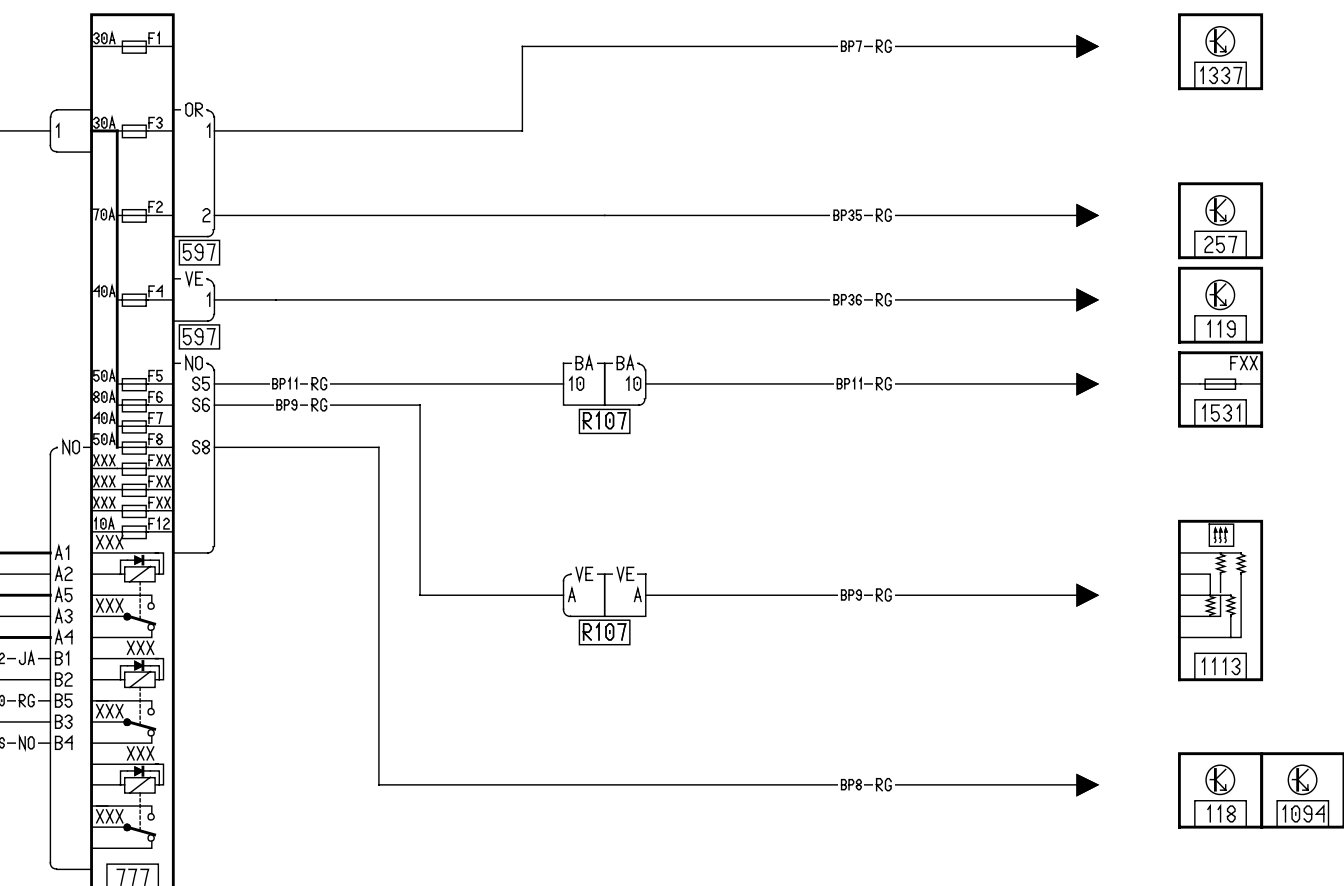 30A F1 BP7-RG
1337
OR
1 30A F3 1
70A F2 2 BP35-RG
257
597
VE
40A F4 1 BP36-RG
119
597
NO BA BA FXX
50A F5 S5 BP11-RG 10 10 BP11-RG
80A F6 S6 BP9-RG
1531
40A F7 R107
NO 50A F8 S8
XXX FXX
XXX FXX
XXX FXX
10A F12
XXX
A1
A2 VE VE
A5 A A BP9-RG
XXX
A3
A4 R107
XXX
2-JA B1 1113
B2
0-RG B5
XXX
B3
S-NO B4
XXX
BP8-RG
XXX 118 1094
777